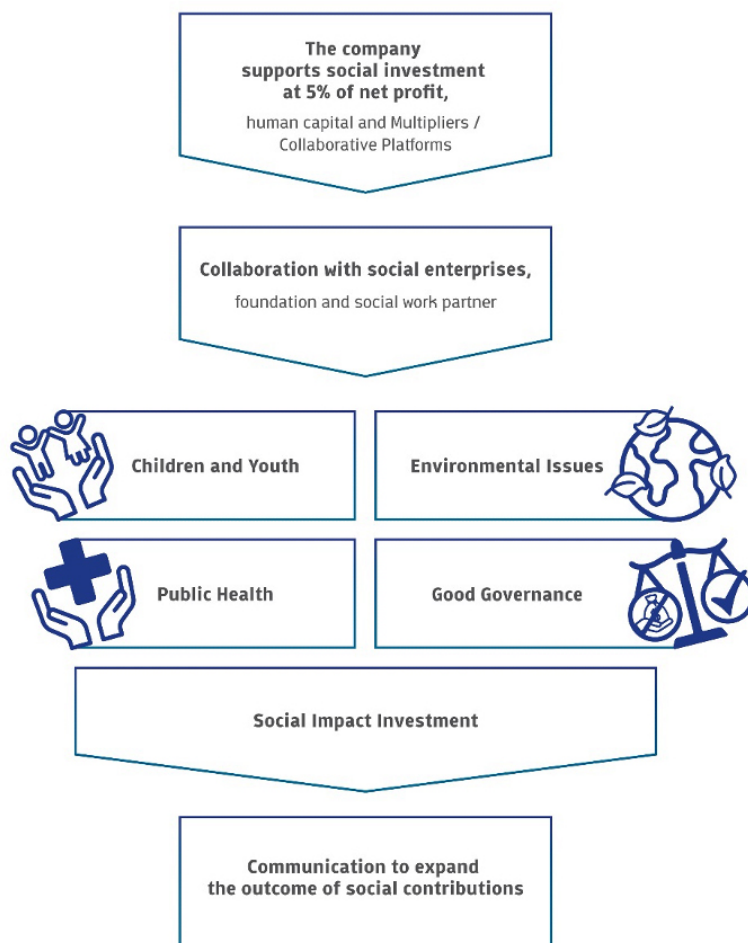 The company
supports social investment
at 5% of net profit,
human capital and Multipliers /
Collaborative Platforms
Collaboration with social enterprises,
foundation and social work partner
Children and Youth
Environmental Issues
Public Health
Good Governance
Social Impact Investment
Communication to expand
the outcome of social contributions